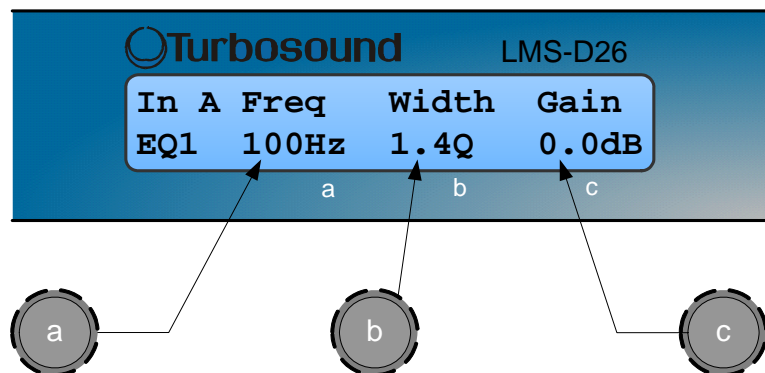 Turbosound LMS-D26
In A Freq Width Gain
EQ1 100Hz 1.4Q 0.0dB
a b c
a b c